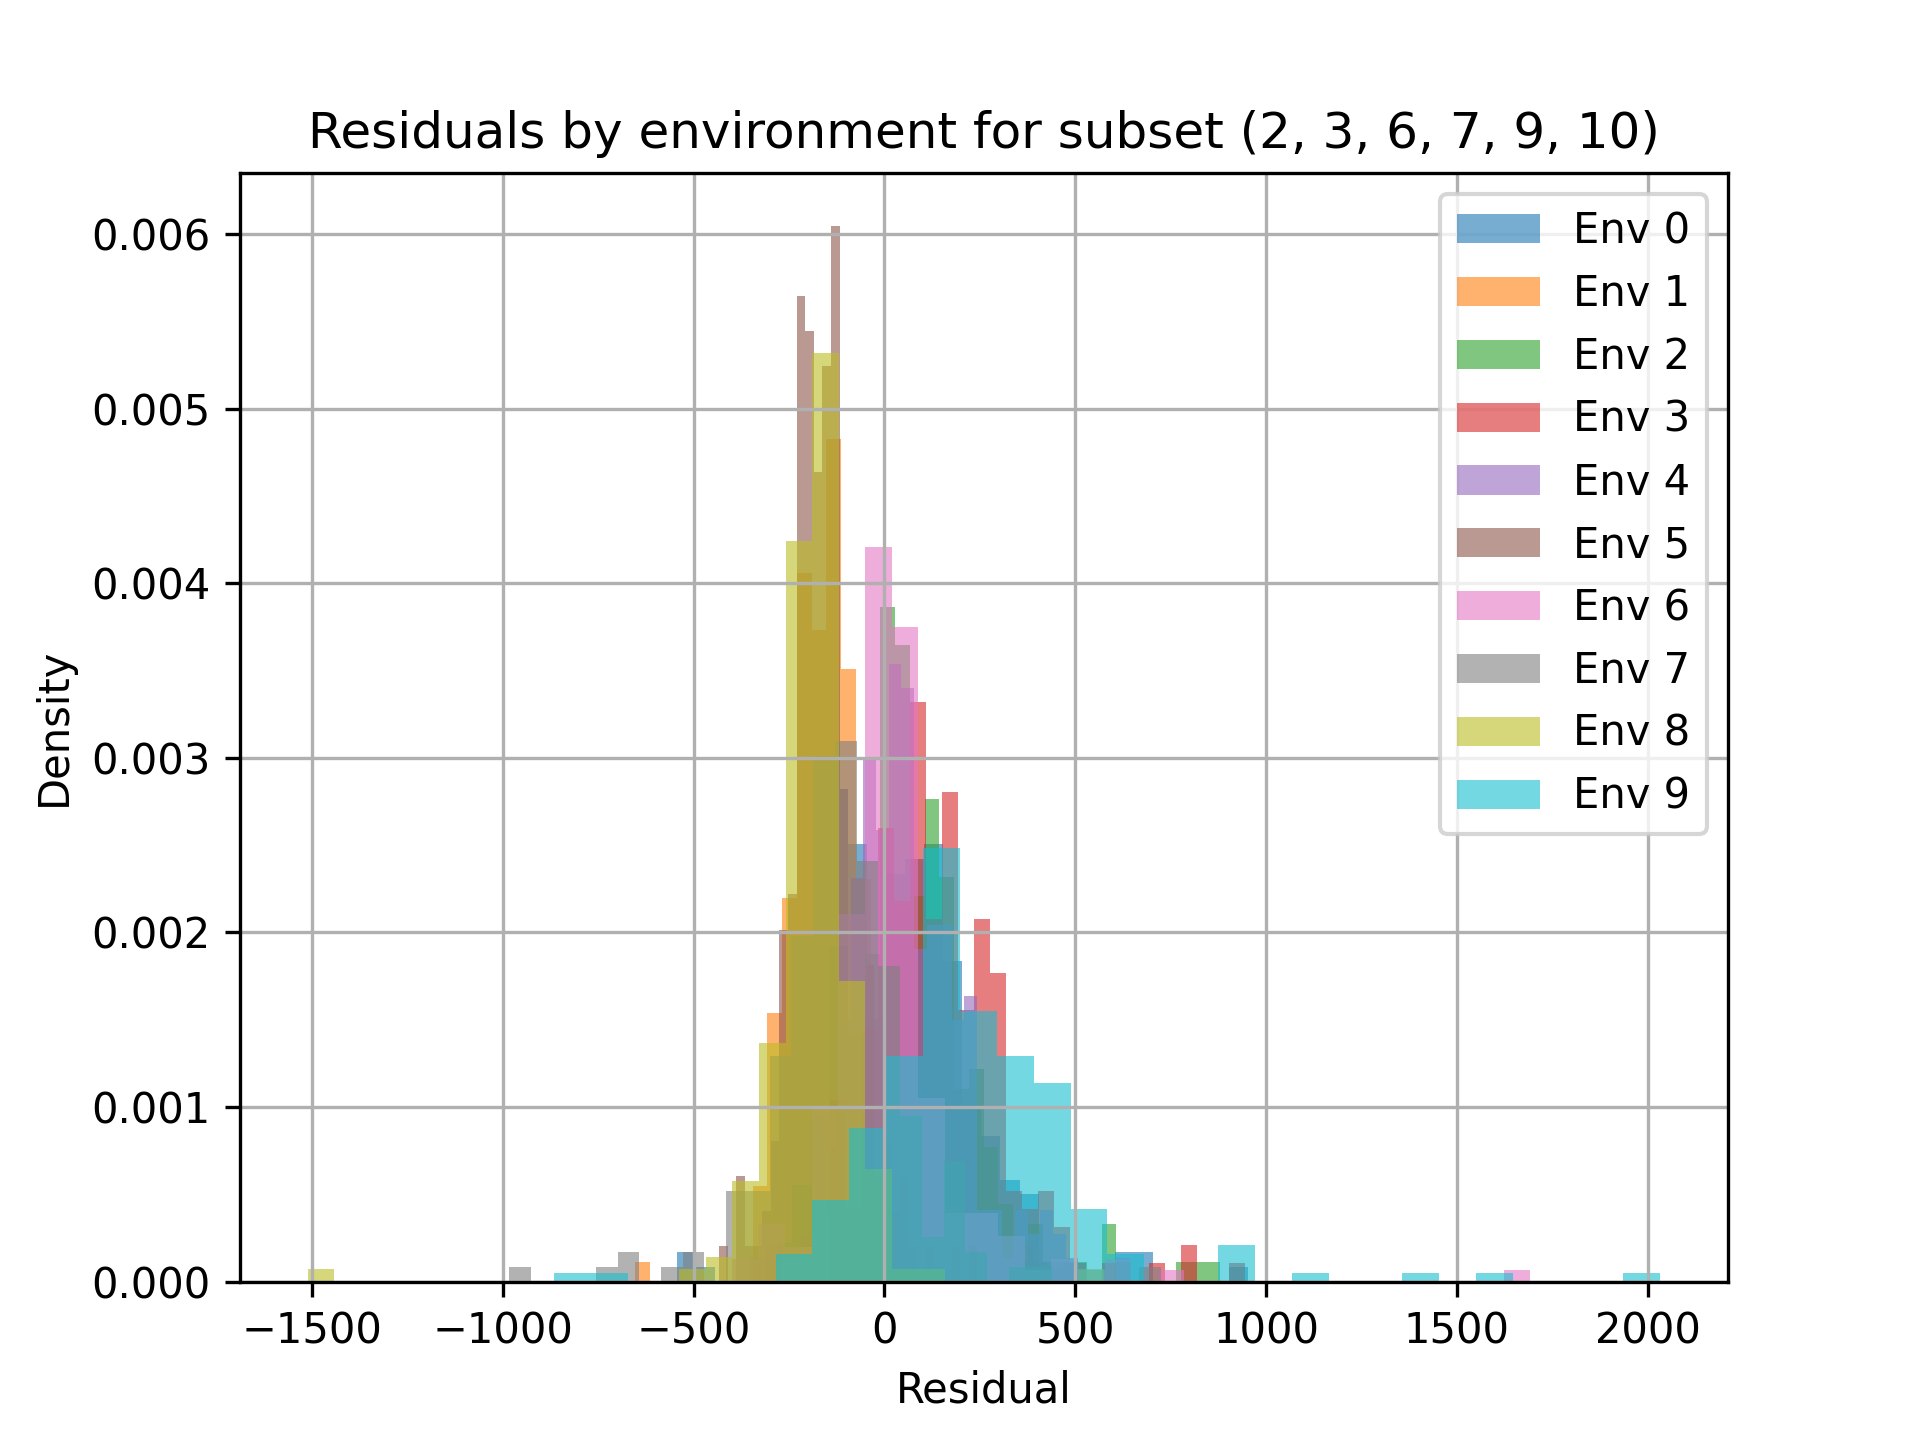 Residuals by environment for subset (2, 3, 6, 7, 9, 10)
Density
0.006
0.005
0.004
0.003
0.002
0.001
0.000
Env 0
Env 1
Env 2
Env 3
Env 4
Env 5
Env 6
Env 7
Env 8
Env 9
−1500 −1000 −500 0 500 1000 1500 2000
Residual